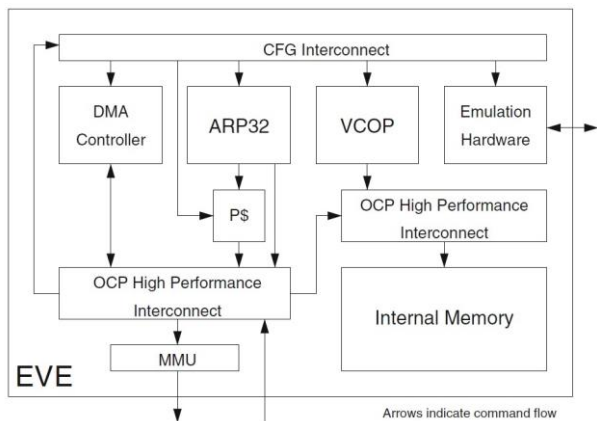 CFG Interconnect
DMA
Controller
ARP32
VCOP
Emulation
Hardware
P$
OCP High Performance
Interconnect
OCP High Performance
Interconnect
Internal Memory
MMU
EVE
Arrows indicate command flow